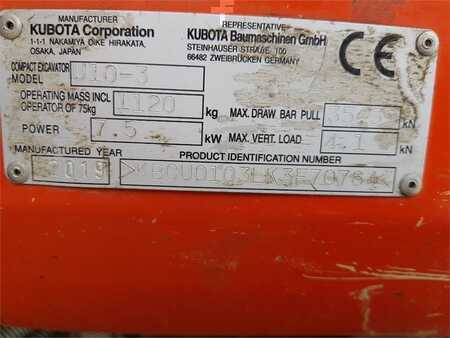 MANUFACTURER
KUBOTA Corporation
1-1-1 NAKAMIYA OIKE HIRAKATA,
OSAKA, JAPAN
REPRESENTATIVE
KUBOTA Baumaschinen GmbH
STEINHAUSER STRAßE 100
66482 ZWEIBRÜCKEN GERMANY
CE
COMPACT EXCAVATOR
MODEL U10-3
OPERATING MASS INCL
OPERATOR OF 75kg 1120 kg
MAX. DRAW BAR PULL kN
POWER 7.5 kW
MAX. VERT. LOAD 4.1 kN
MANUFACTURED YEAR
2019
PRODUCT IDENTIFICATION NUMBER